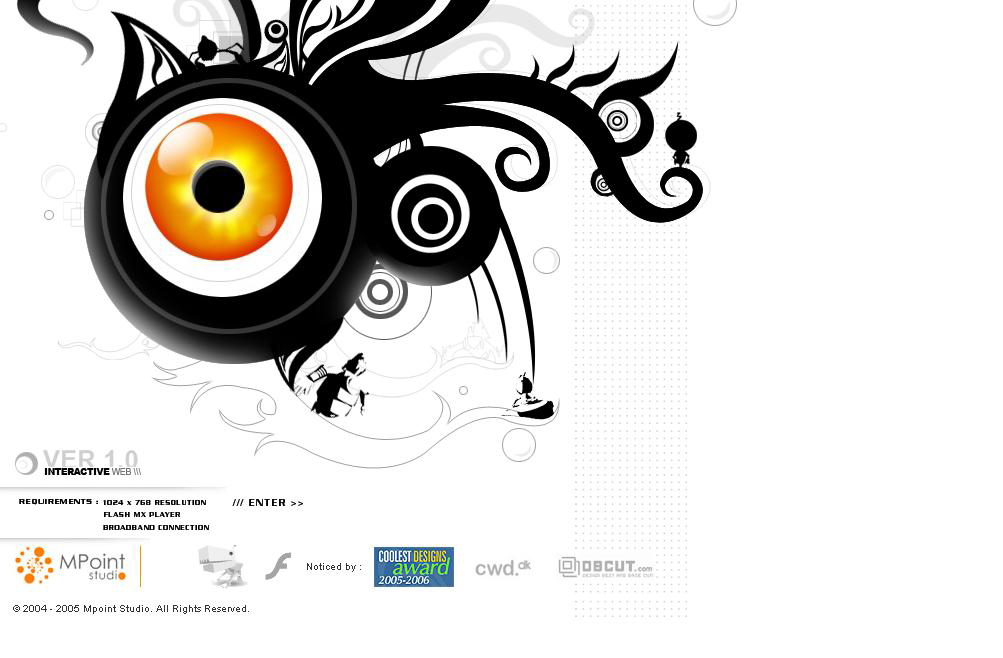 VER 1.0
INTERACTIVE WEB \\\
REQUIREMENTS : 1024 x 768 RESOLUTION
FLASH MX PLAYER
BROADBAND CONNECTION
/// ENTER >>
MPoint
studio
Noticed by :
COOLEST DESIGNS
award
2005-2006
cwd.dk
DBCUT.com
© 2004 - 2005 Mpoint Studio. All Rights Reserved.